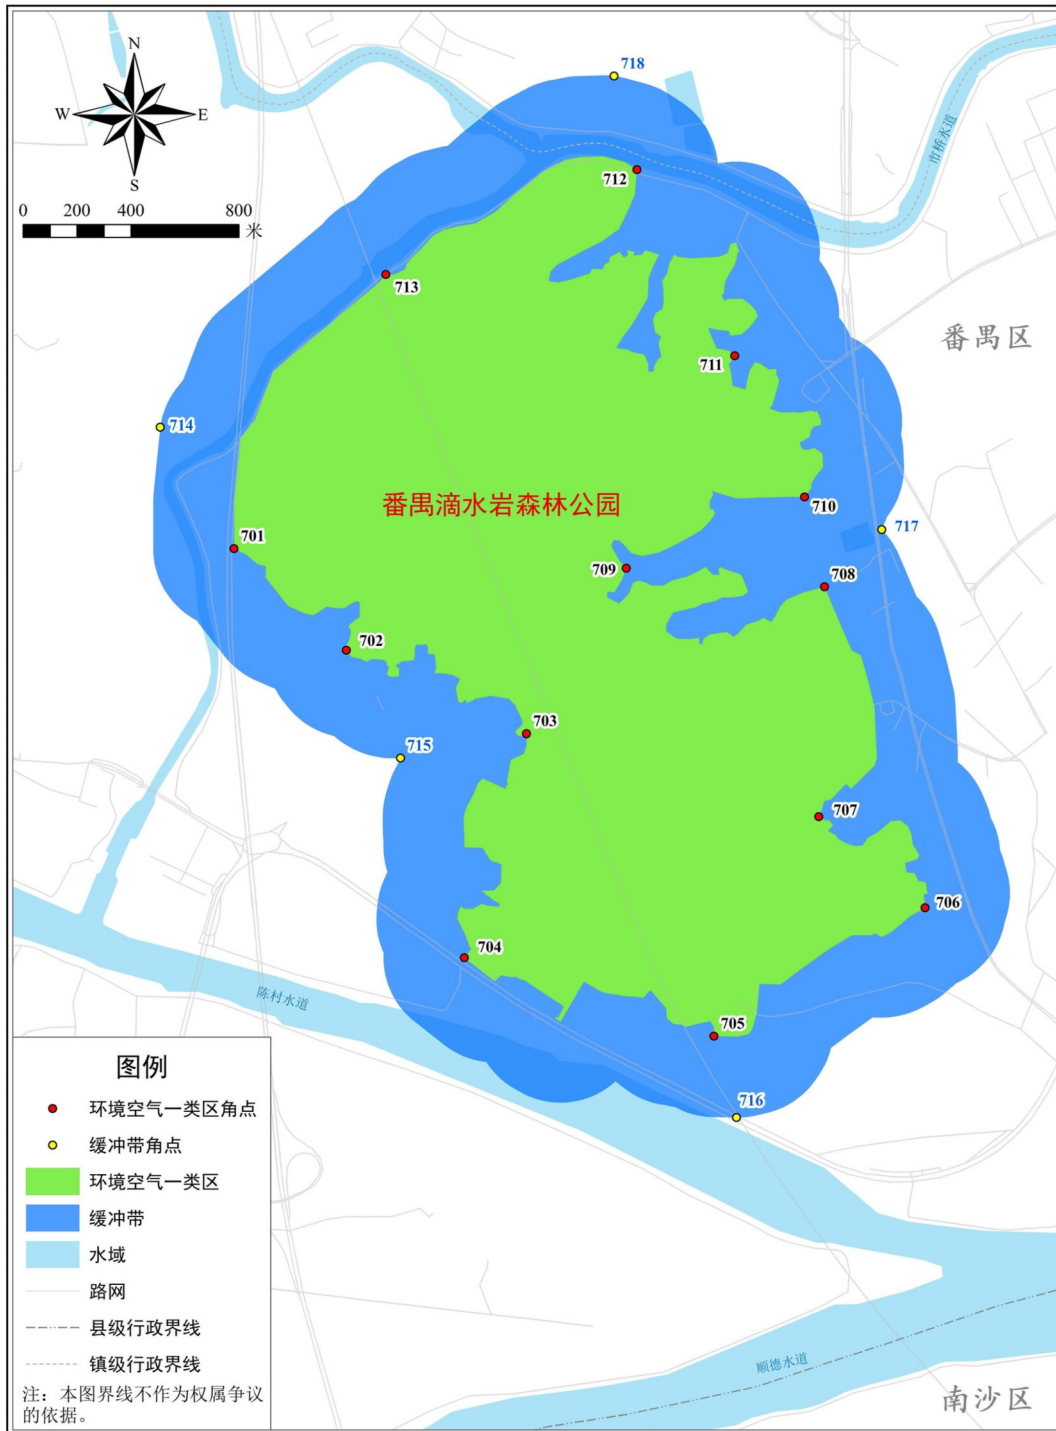 718
N
W
E
S
市桥水道
712
0 200 400 800
米
713
番禺区
711
714
番禺滴水岩森林公园
710
717
701
709
708
702
703
715
707
706
704
陈村水道
705
716
图例
环境空气一类区角点
缓冲带角点
环境空气一类区
缓冲带
水域
路网
县级行政界线
镇级行政界线
注：本图界线不作为权属争议
的依据。
顺德水道
南沙区